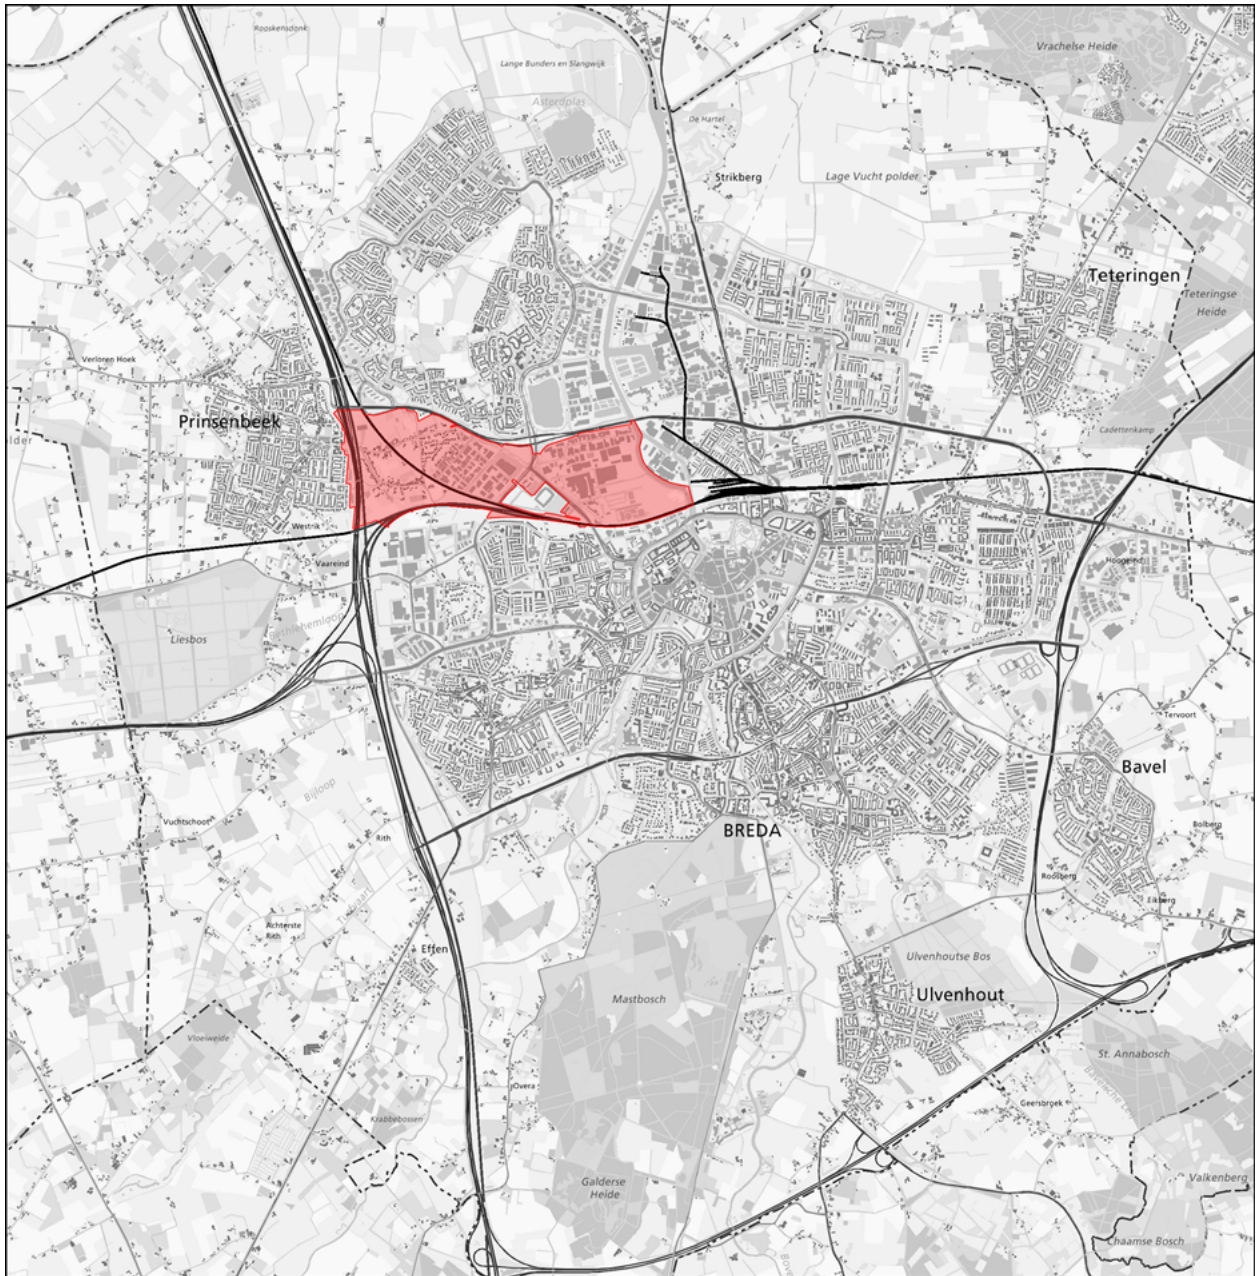 Rooskensdonk
Vrachelse Heide
Lange Bunders en Slangwijk
Asterdplas
De Hartel
Strikberg
Lage Vucht polder
Teteringen
Teteringse
Heide
Verloren Hoek
Prinsenbeek
Cadettenkamp
Westrik
Vaareind
Hoogeind
Liesbos
Bethlehemloop
Tervoort
Bavel
Bijloop
Vuchtschoot
Rith
BREDA
Bolberg
Roosberg
Eikberg
Achterste
Rith
Effen
Ulvenhoutse Bos
Mastbosch
Ulvenhout
Vloeiweide
St. Annabosch
Overa
Geersbroek
Krabbebossen
Galderse
Heide
Valkenberg
Chaamse Bosch